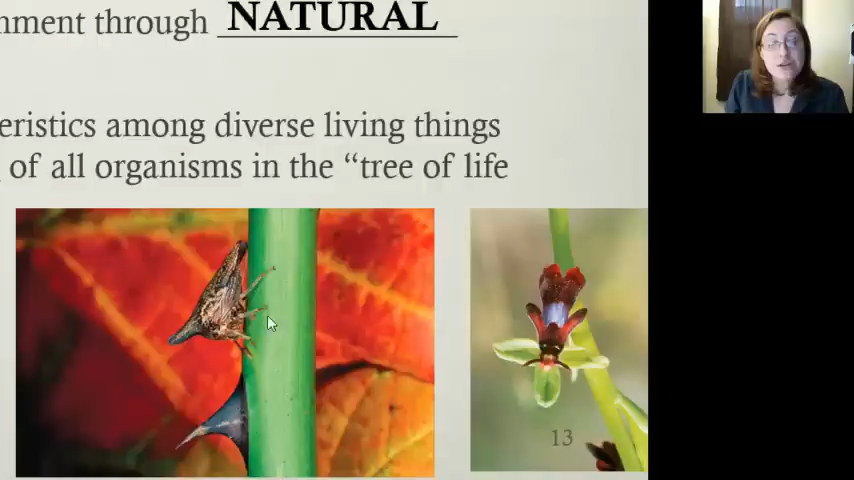 nment through NATURAL
eristics among diverse living things
of all organisms in the “tree of life
13